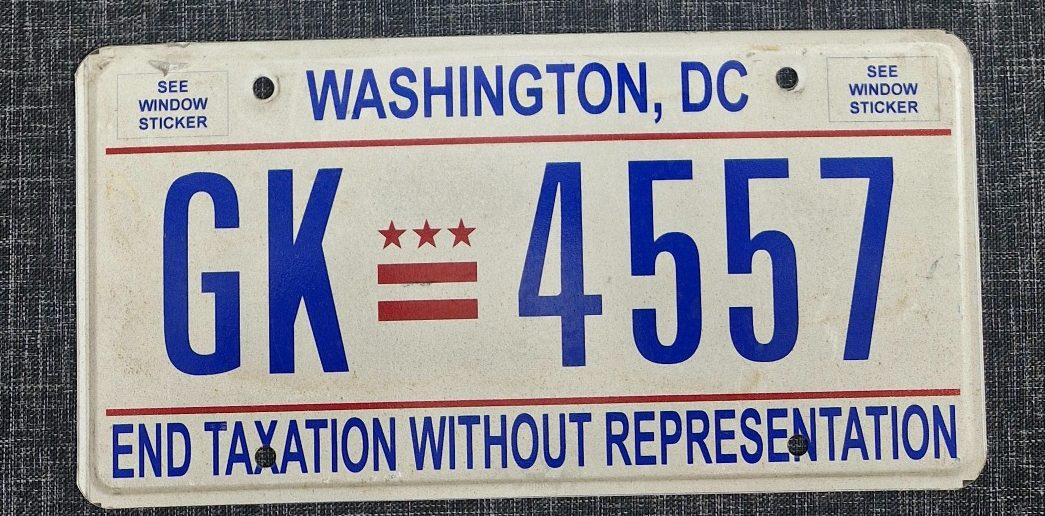 SEE
WINDOW
STICKER
WASHINGTON, DC
SEE
WINDOW
STICKER
GK 4557
END TAXATION WITHOUT REPRESENTATION